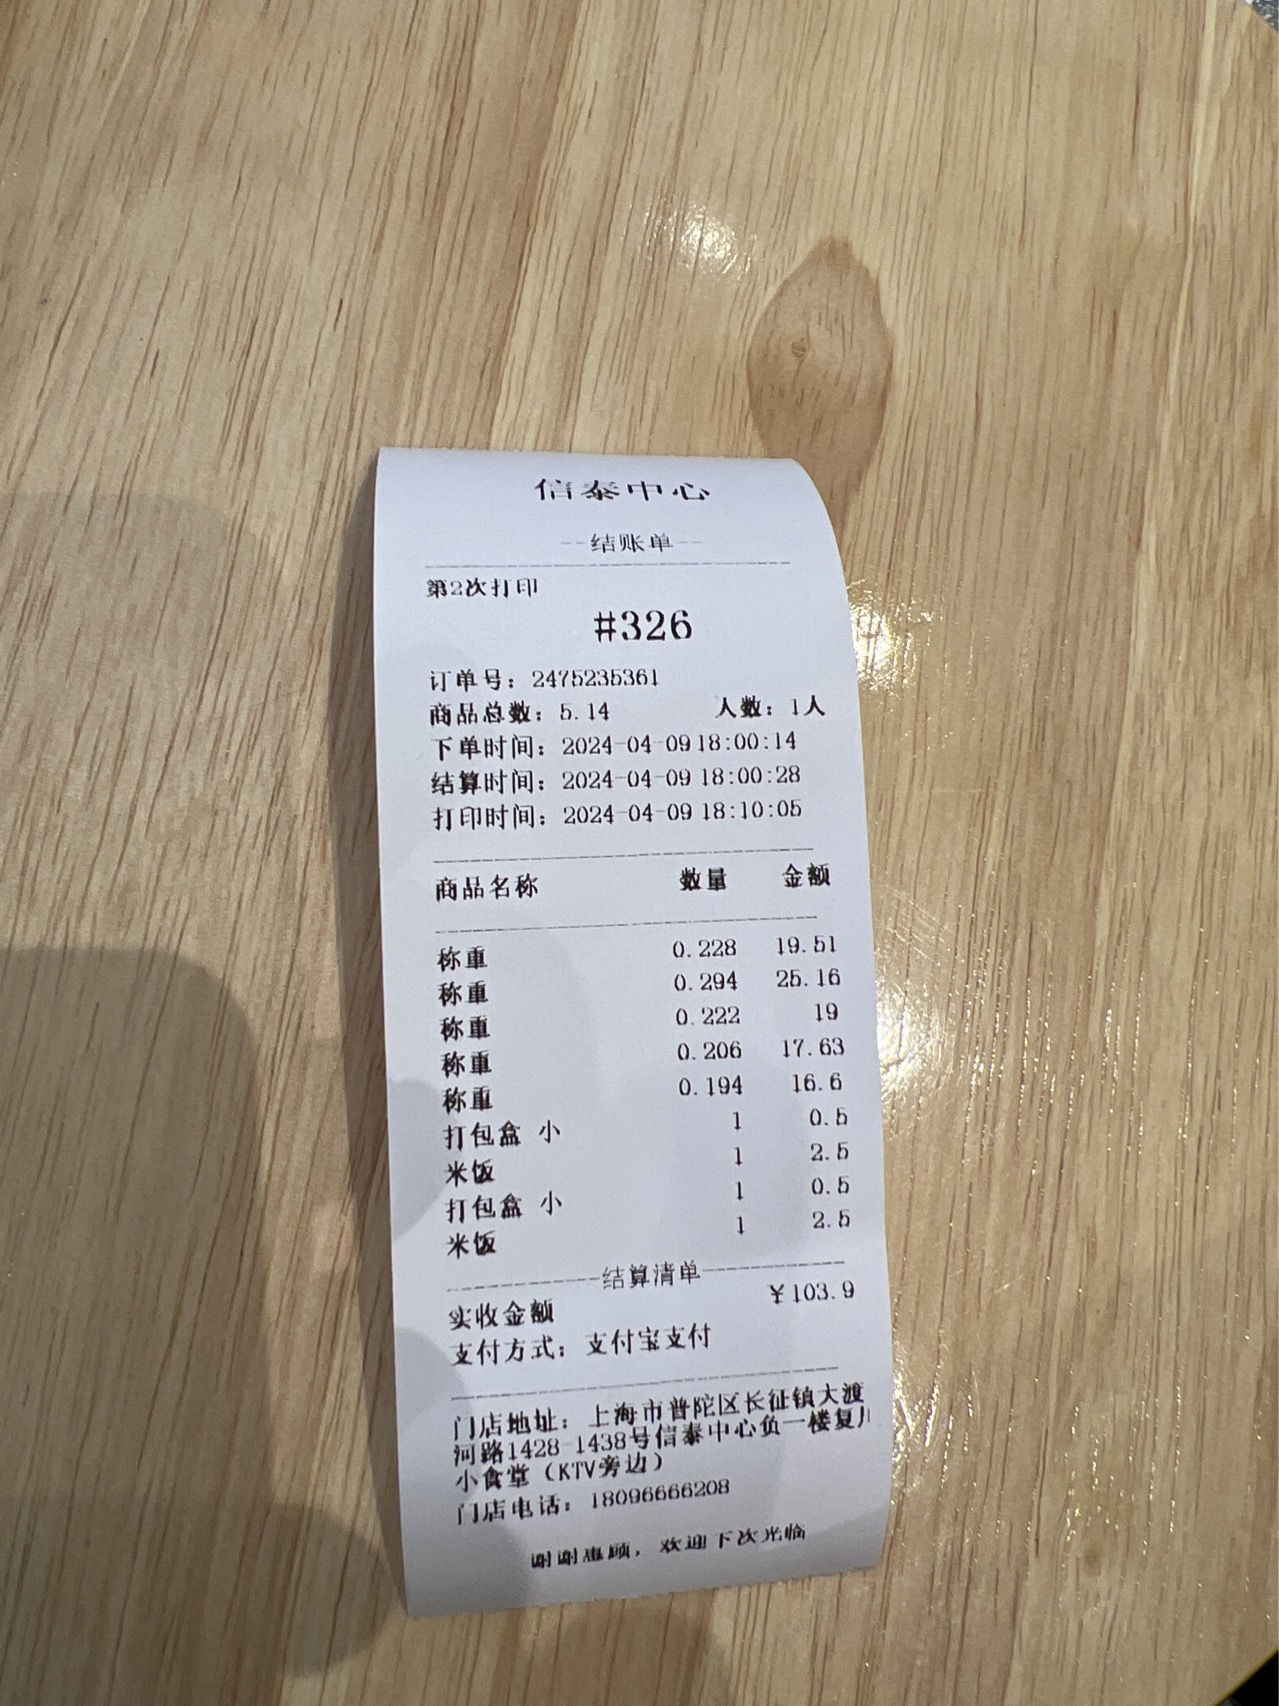 信泰中心
--结账单--
第2次打印
#326
订单号：2475235361
商品总数：5.14 人数：1人
下单时间：2024-04-09 18:00:14
结算时间：2024-04-09 18:00:28
打印时间：2024-04-09 18:10:05
商品名称 数量 金额
称重 0.228 19.51
称重 0.294 25.16
称重 0.222 19
称重 0.206 17.63
称重 0.194 16.6
打包盒 小 1 0.5
米饭 1 2.5
打包盒 小 1 0.5
米饭 1 2.5
------------结算清单------------
实收金额 ¥103.9
支付方式：支付宝支付
门店地址：上海市普陀区长征镇大渡
河路1428-1438号信泰中心负一楼复
小食堂（KTV旁边）
门店电话：18096666208
谢谢惠顾，欢迎下次光临